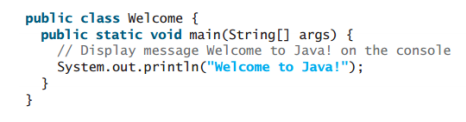 public class Welcome {
  public static void main(String[] args) {
    // Display message Welcome to Java! on the console
    System.out.println("Welcome to Java!");
  }
}